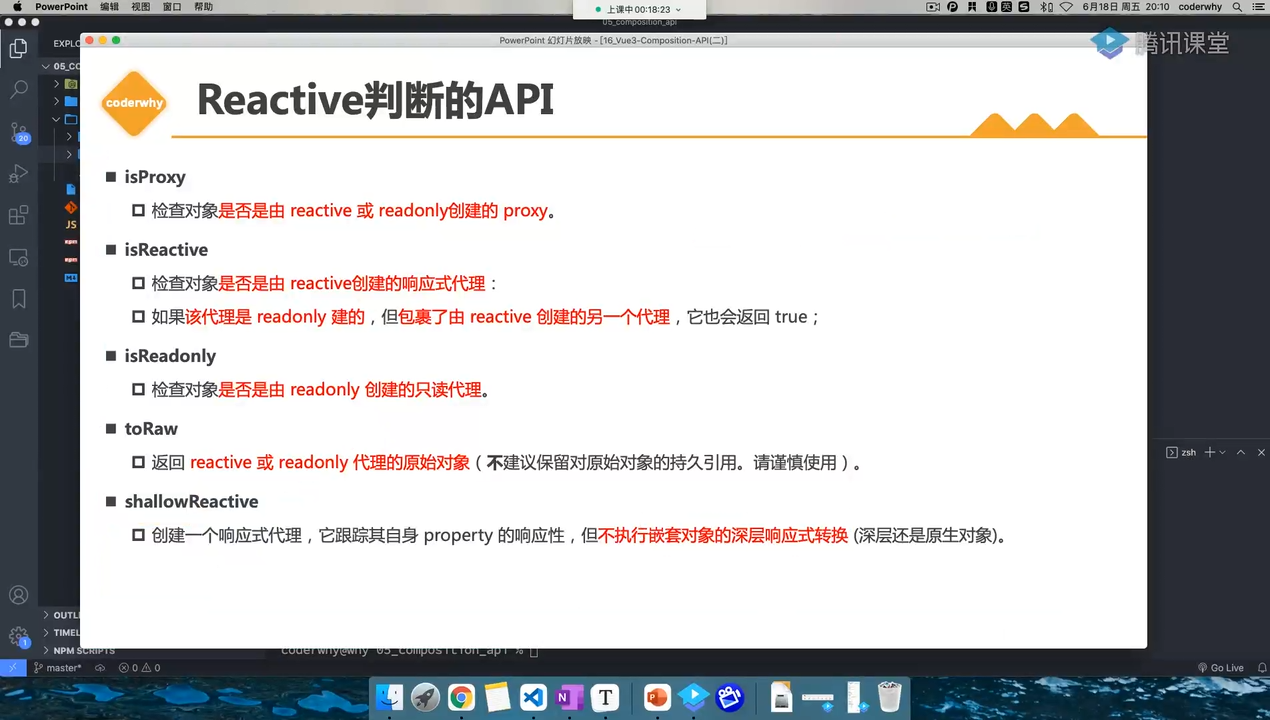 PowerPoint 编辑 视图 窗口 帮助
上课中 00:18:23
6月18日 周五 20:10 coderwhy
05_composition_api
PowerPoint 幻灯片放映 - [16_Vue3-Composition-API(二)]
腾讯课堂
EXPLO
05_CO
coderwhy
Reactive判断的API
isProxy
检查对象是否是由 reactive 或 readonly创建的 proxy。
isReactive
检查对象是否是由 reactive创建的响应式代理：
如果该代理是 readonly 建的，但包裹了由 reactive 创建的另一个代理，它也会返回 true；
isReadonly
检查对象是否是由 readonly 创建的只读代理。
toRaw
返回 reactive 或 readonly 代理的原始对象（不建议保留对原始对象的持久引用。请谨慎使用）。
shallowReactive
创建一个响应式代理，它跟踪其自身 property 的响应性，但不执行嵌套对象的深层响应式转换 (深层还是原生对象)。
20
JS
zsh
OUTLI
TIMEL
NPM SCRIPTS
1
coderwhy@why 05_composition_api %
master*
0
0
Go Live